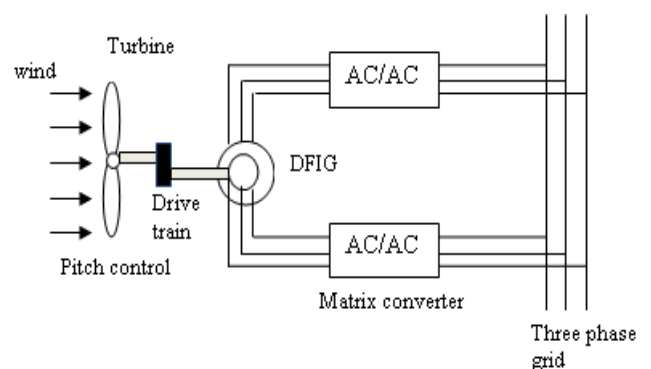 Turbine
wind
AC/AC
DFIG
Drive
train
AC/AC
Pitch control
Matrix converter
Three phase
grid